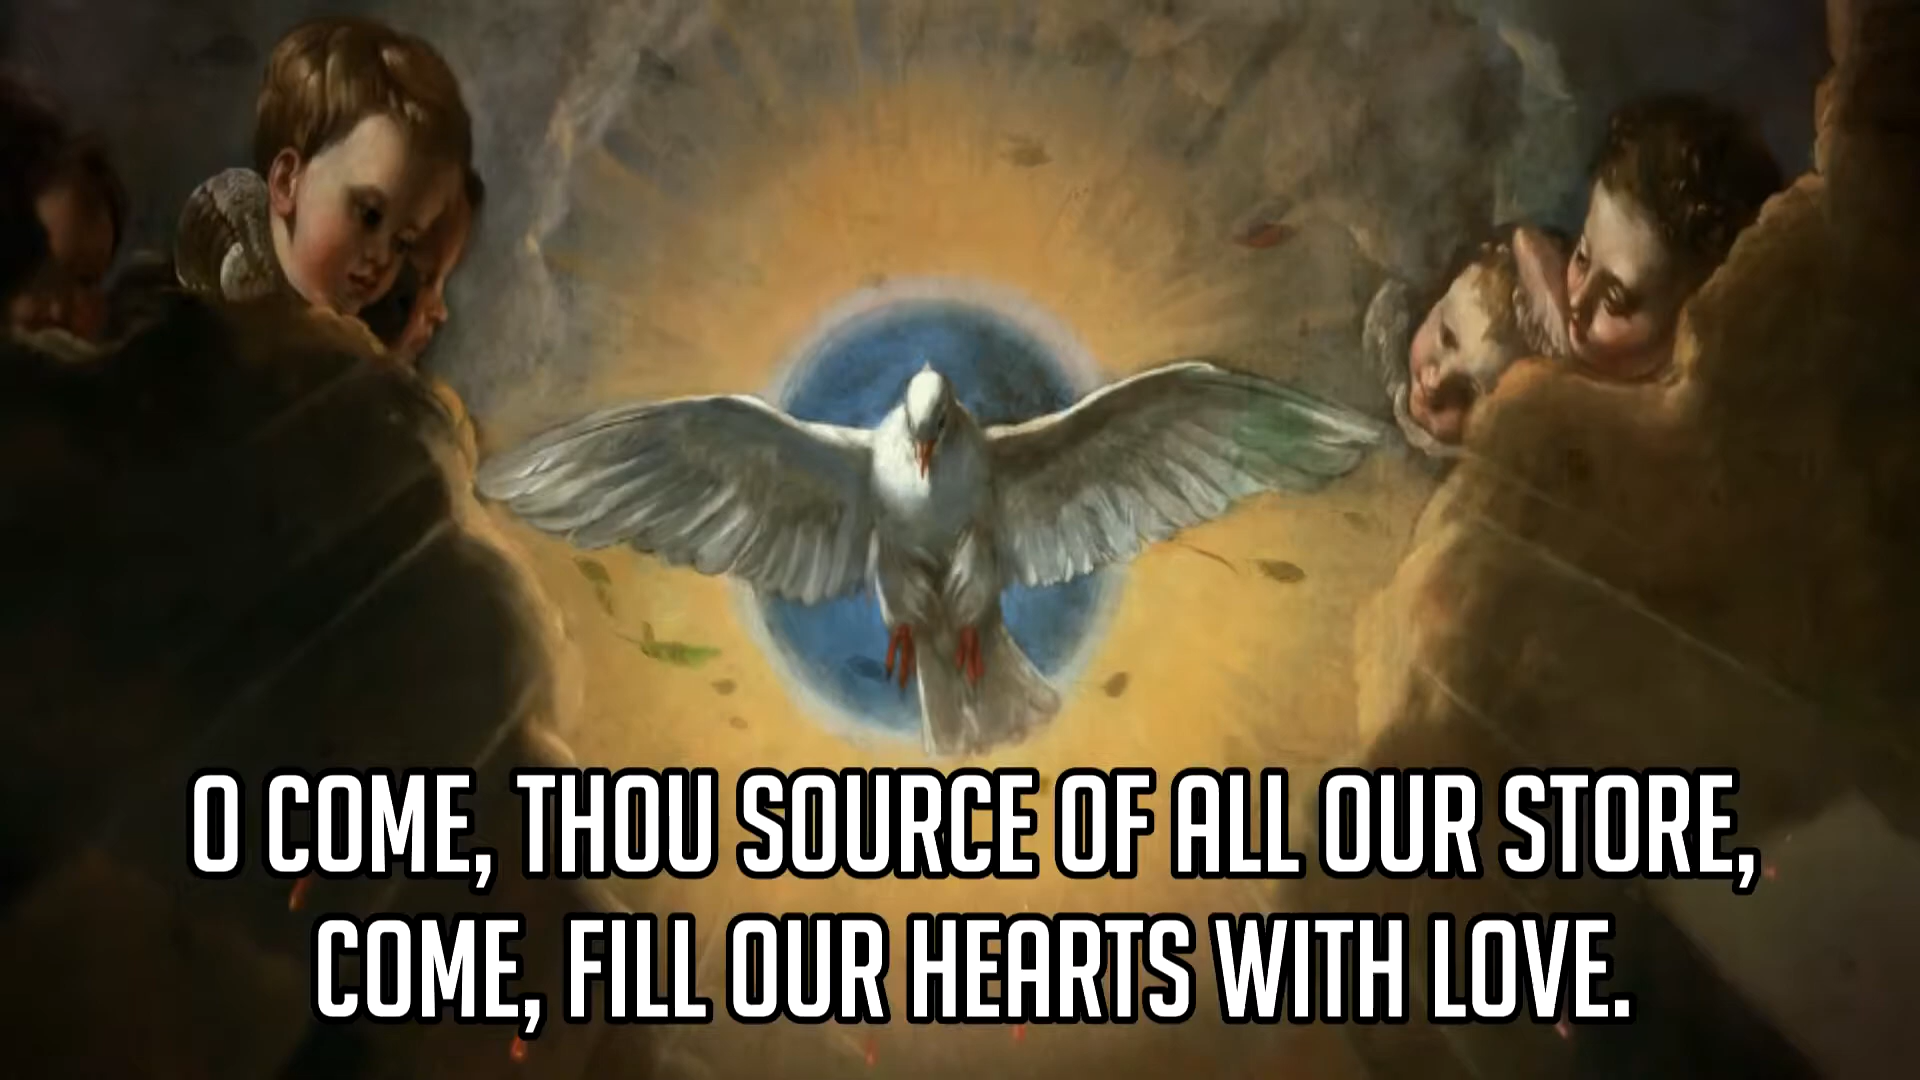 O COME, THOU SOURCE OF ALL OUR STORE,
COME, FILL OUR HEARTS WITH LOVE.